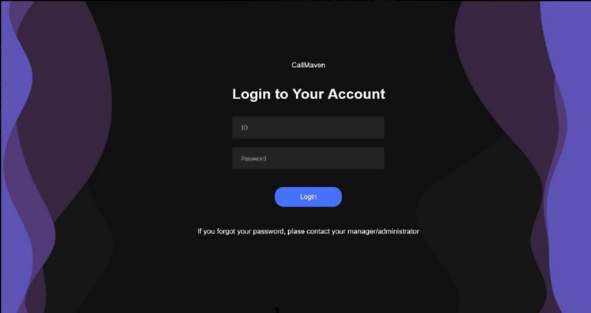 CallMaven
Login to Your Account
ID
Password
Login
If you forgot your password, plase contact your manager/administrator